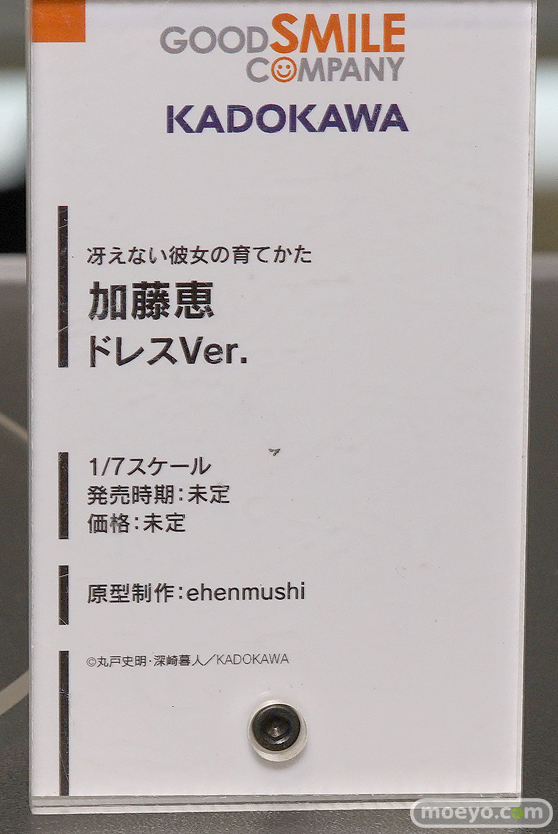 GOODSMILE
COMPANY
KADOKAWA
冴えない彼女の育てかた
加藤恵
ドレスVer.
1/7スケール
発売時期：未定
価格：未定
原型制作：ehenmushi
©丸戸史明・深崎暮人／KADOKAWA
moeyo.com